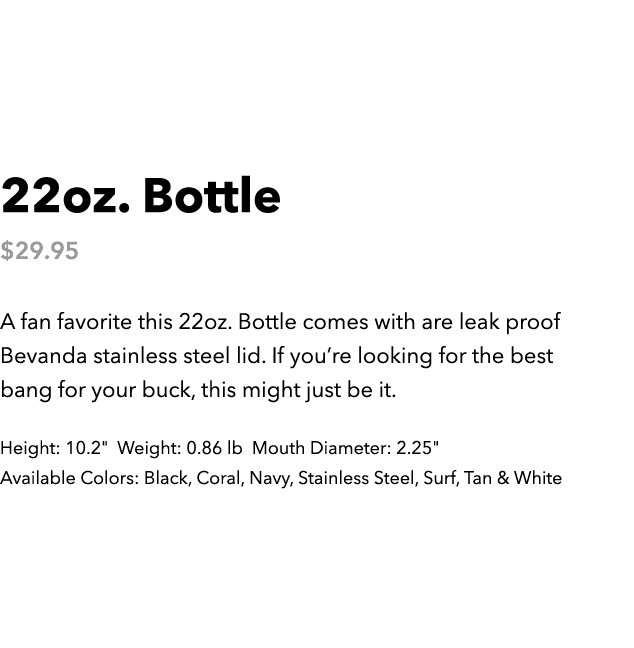 22oz. Bottle
$29.95
A fan favorite this 22oz. Bottle comes with are leak proof
Bevanda stainless steel lid. If you’re looking for the best
bang for your buck, this might just be it.
Height: 10.2"  Weight: 0.86 lb  Mouth Diameter: 2.25"
Available Colors: Black, Coral, Navy, Stainless Steel, Surf, Tan & White